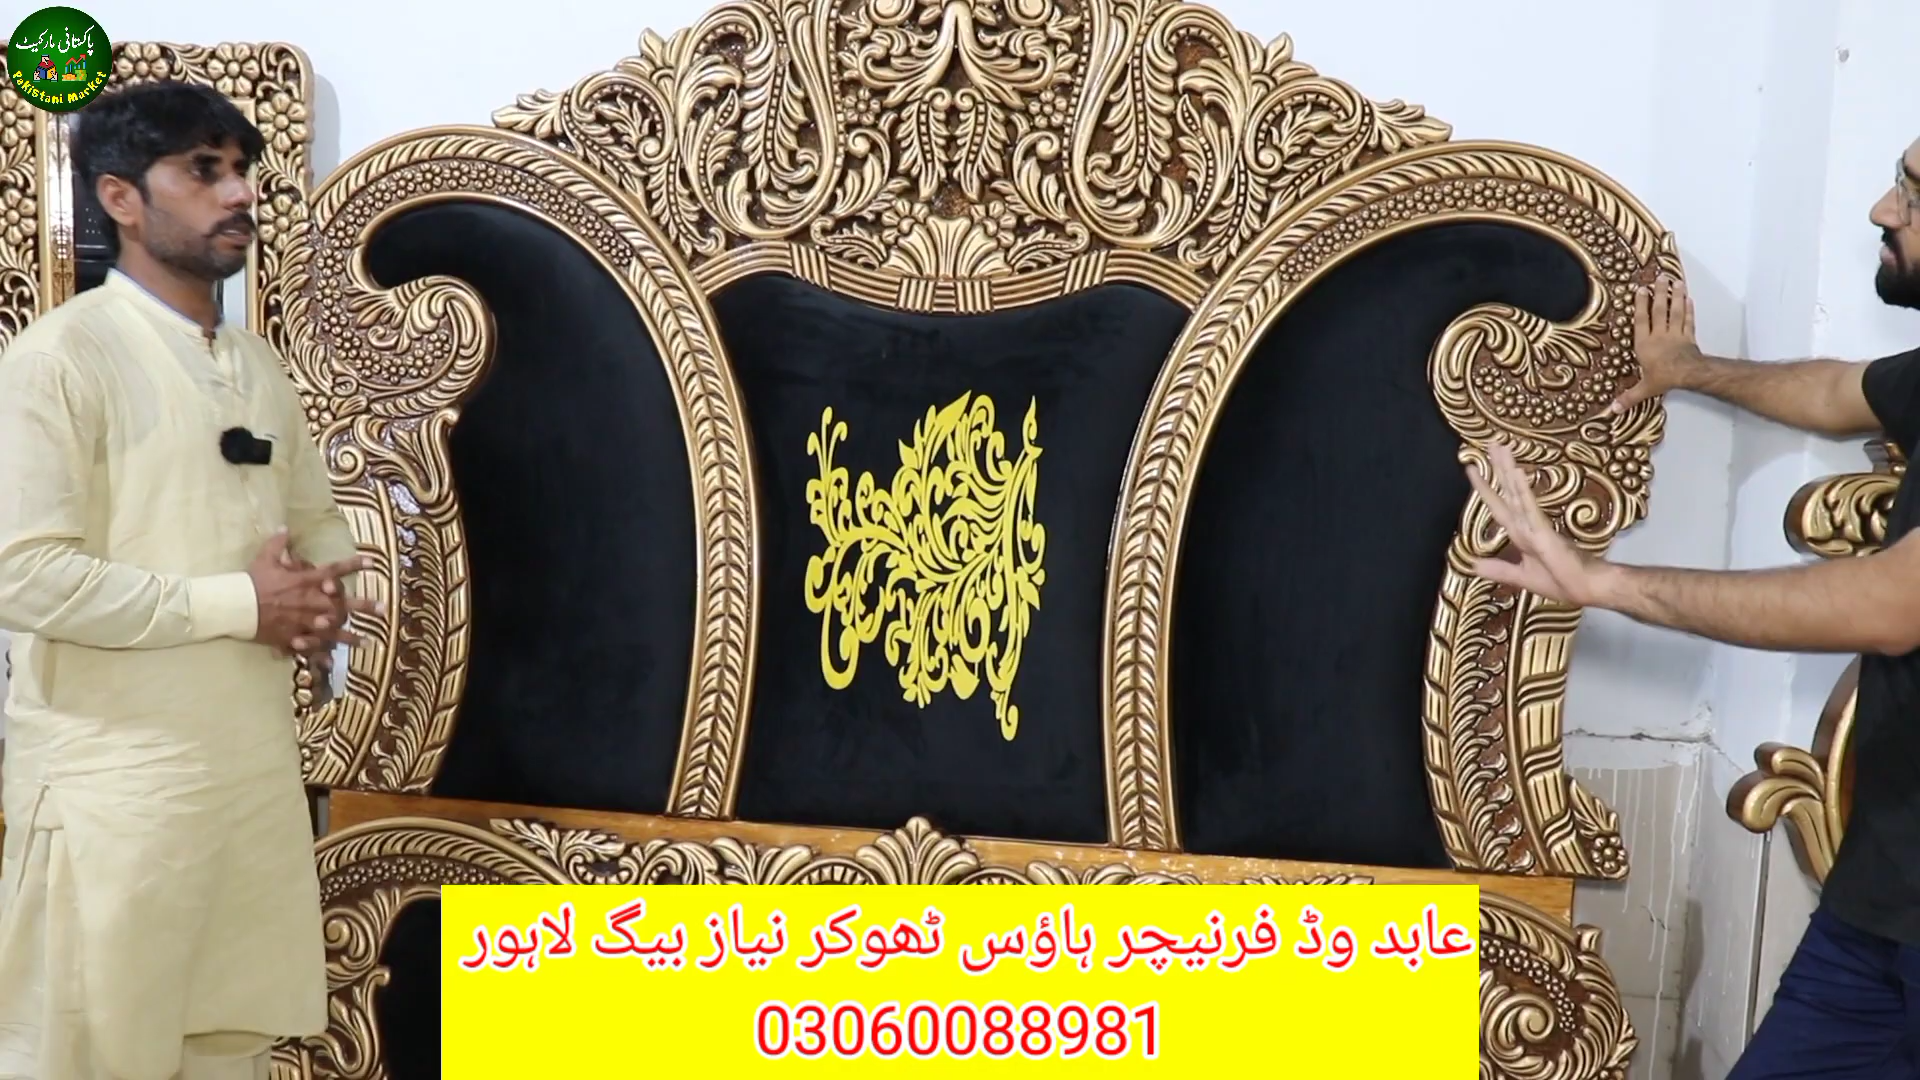 پاکستانی مارکیٹ
Pakistani Market
عابد وڈ فرنیچر ہاؤس ٹھوکر نیاز بیگ لاہور
03060088981